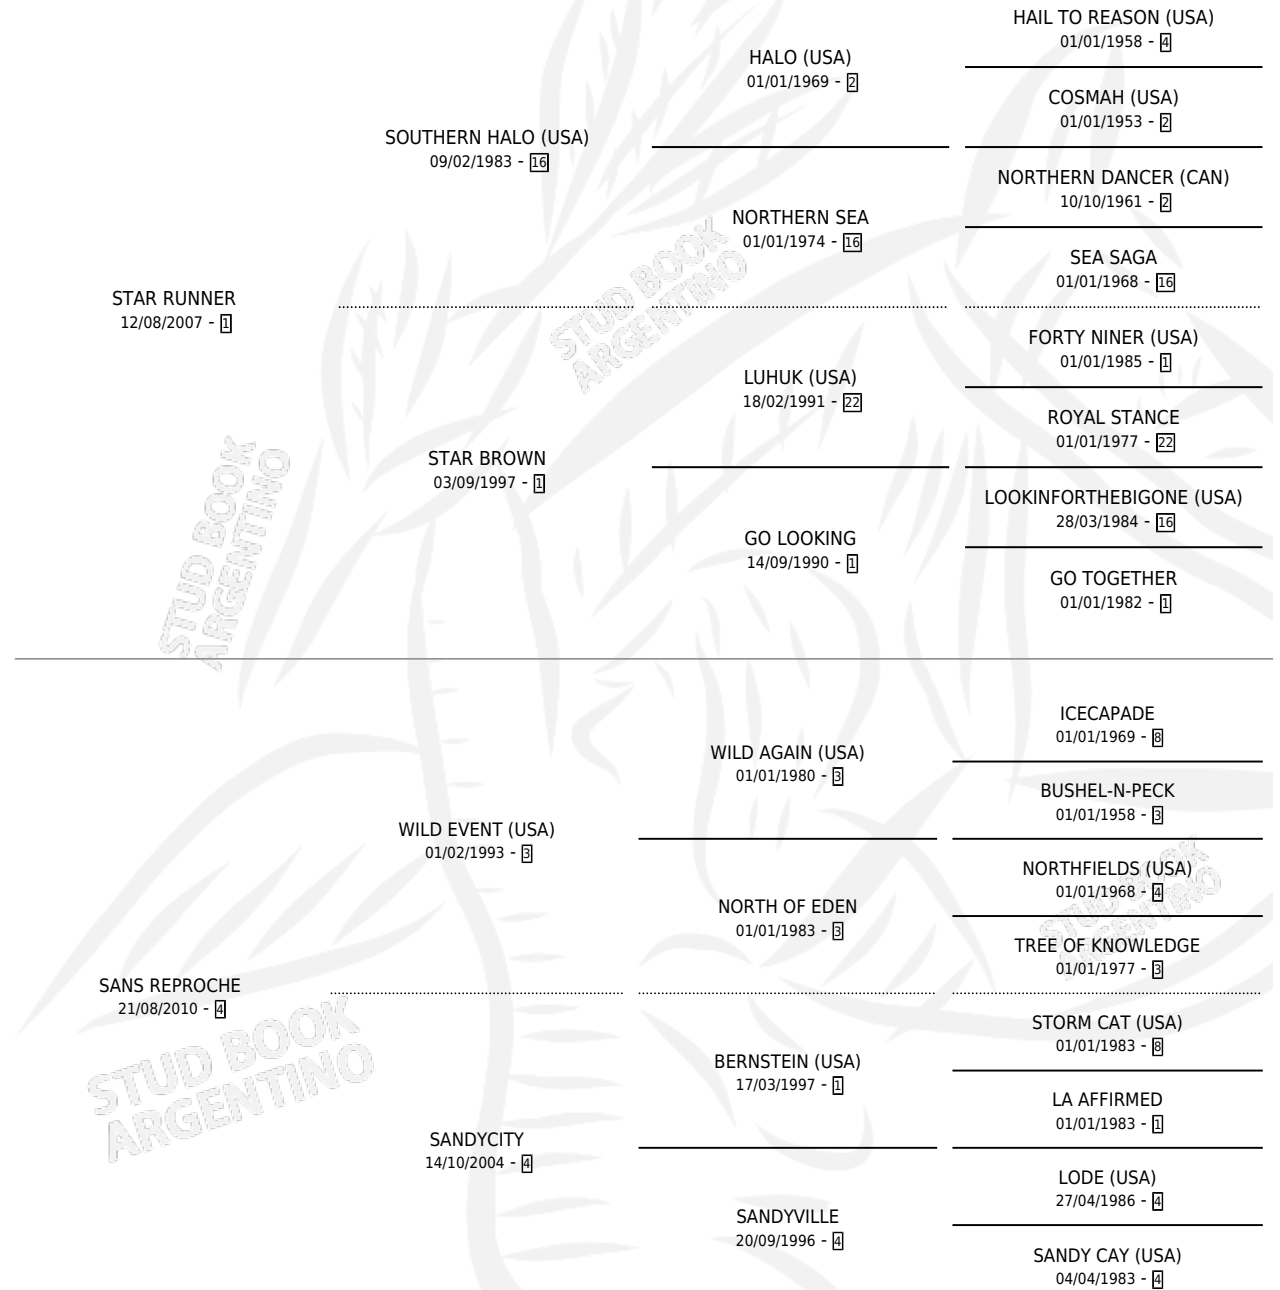 HAIL TO REASON (USA)
01/01/1958 - 4
HALO (USA)
01/01/1969 - 2
COSMAH (USA)
01/01/1953 - 2
SOUTHERN HALO (USA)
09/02/1983 - 16
NORTHERN DANCER (CAN)
10/10/1961 - 2
NORTHERN SEA
01/01/1974 - 16
SEA SAGA
01/01/1968 - 16
STAR RUNNER
12/08/2007 - 1
FORTY NINER (USA)
01/01/1985 - 1
LUHUK (USA)
18/02/1991 - 22
ROYAL STANCE
01/01/1977 - 22
STAR BROWN
03/09/1997 - 1
LOOKINFORTHEBIGONE (USA)
28/03/1984 - 16
GO LOOKING
14/09/1990 - 1
GO TOGETHER
01/01/1982 - 1
ICECAPADE
01/01/1969 - 8
WILD AGAIN (USA)
01/01/1980 - 3
BUSHEL-N-PECK
01/01/1958 - 3
WILD EVENT (USA)
01/02/1993 - 3
NORTHFIELDS (USA)
01/01/1968 - 4
NORTH OF EDEN
01/01/1983 - 3
TREE OF KNOWLEDGE
01/01/1977 - 3
SANS REPROCHE
21/08/2010 - 4
STORM CAT (USA)
01/01/1983 - 8
BERNSTEIN (USA)
17/03/1997 - 1
LA AFFIRMED
01/01/1983 - 1
SANDYCITY
14/10/2004 - 4
LODE (USA)
27/04/1986 - 4
SANDYVILLE
20/09/1996 - 4
SANDY CAY (USA)
04/04/1983 - 4
STUD BOOK
ARGENTINO
STUD BOOK
ARGENTINO
STUD BOOK
ARGENTINO
STUD BOOK
ARGENTINO